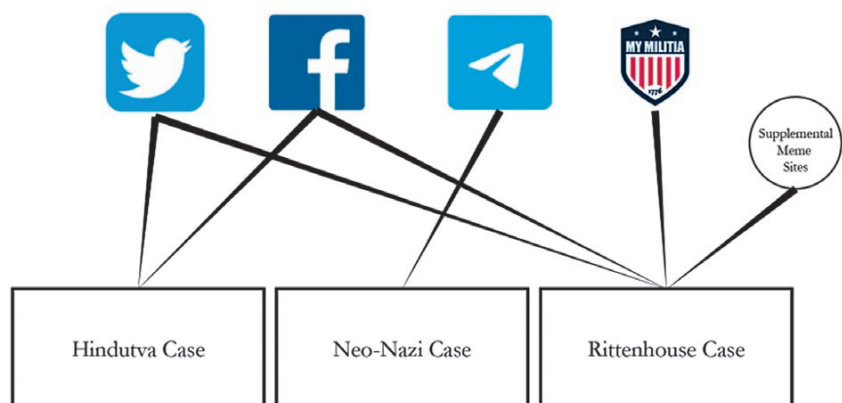 MY MILITIA
1776
Supplemental
Meme
Sites
Hindutva Case
Neo-Nazi Case
Rittenhouse Case